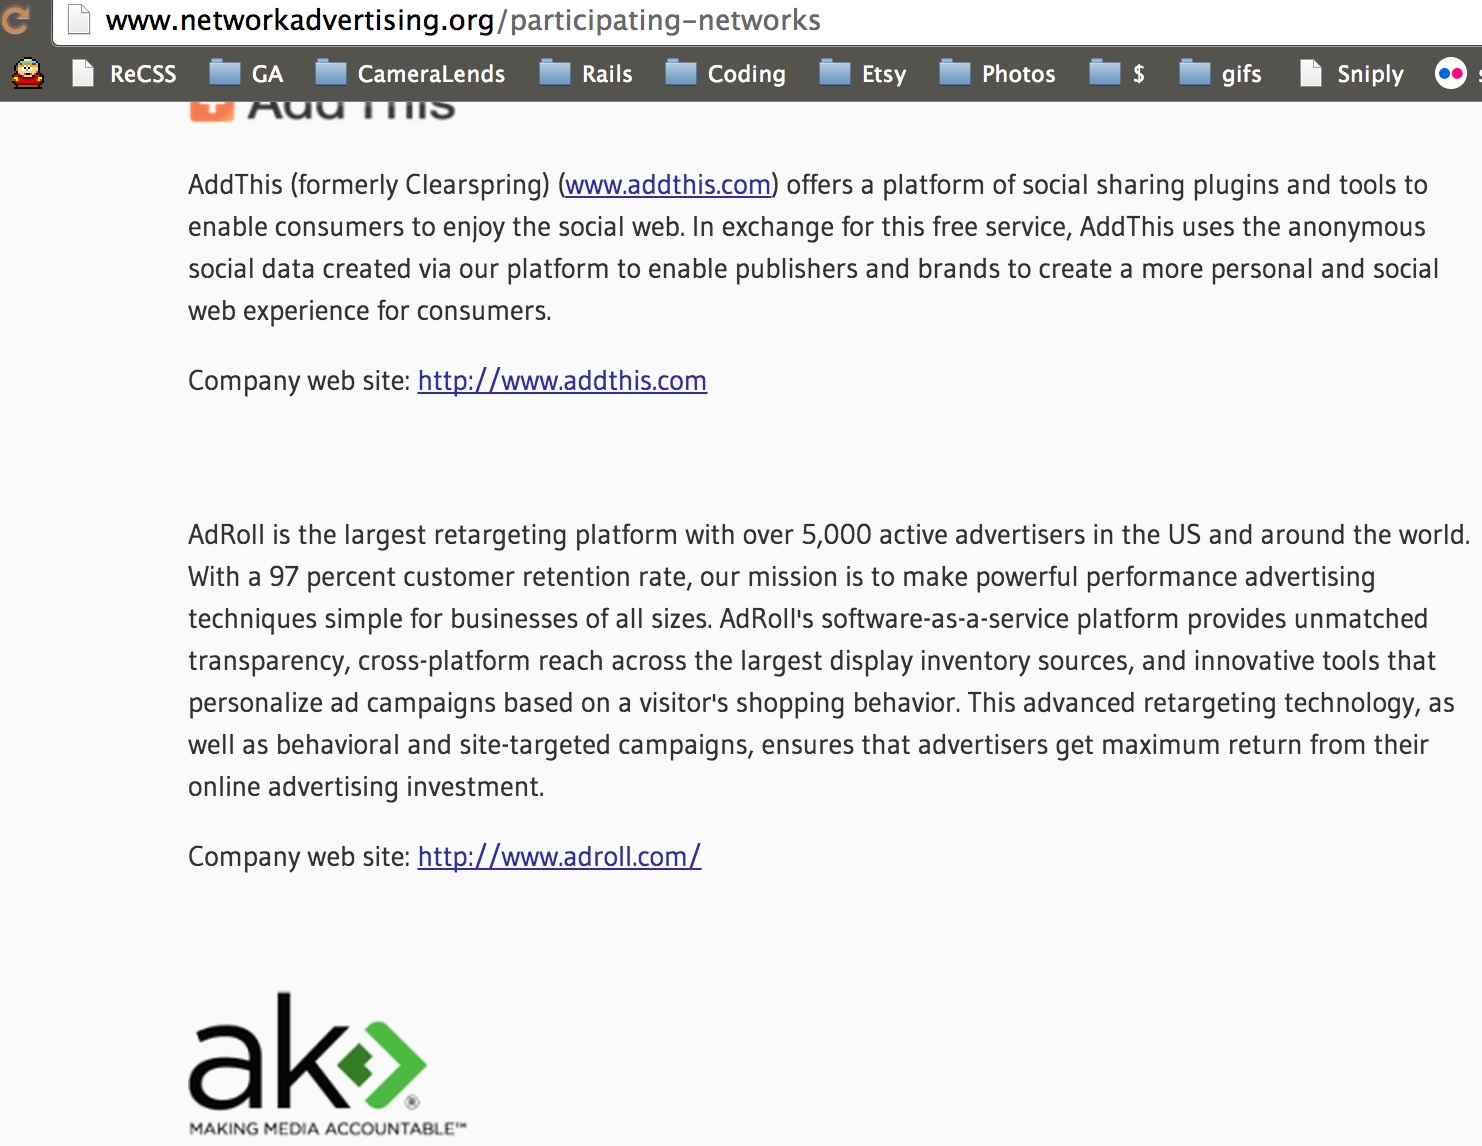 www.networkadvertising.org/participating-networks
ReCSS GA CameraLends Rails Coding Etsy Photos $ gifs Sniply s
AddThis
AddThis (formerly Clearspring) (www.addthis.com) offers a platform of social sharing plugins and tools to
enable consumers to enjoy the social web. In exchange for this free service, AddThis uses the anonymous
social data created via our platform to enable publishers and brands to create a more personal and social
web experience for consumers.
Company web site: http://www.addthis.com
AdRoll is the largest retargeting platform with over 5,000 active advertisers in the US and around the world.
With a 97 percent customer retention rate, our mission is to make powerful performance advertising
techniques simple for businesses of all sizes. AdRoll's software-as-a-service platform provides unmatched
transparency, cross-platform reach across the largest display inventory sources, and innovative tools that
personalize ad campaigns based on a visitor's shopping behavior. This advanced retargeting technology, as
well as behavioral and site-targeted campaigns, ensures that advertisers get maximum return from their
online advertising investment.
Company web site: http://www.adroll.com/
ak®
MAKING MEDIA ACCOUNTABLE™